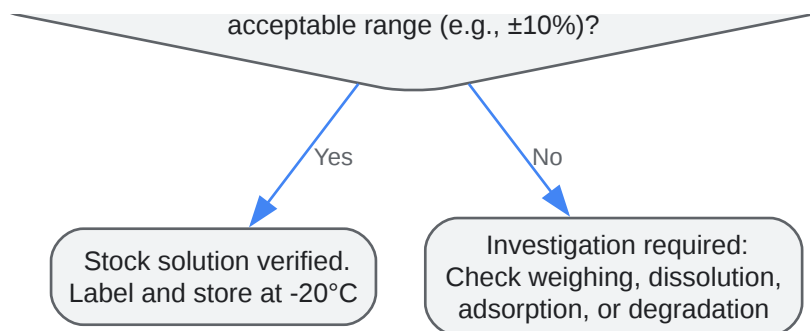 acceptable range (e.g., ±10%)?
Yes
No
Stock solution verified.
Label and store at -20°C
Investigation required:
Check weighing, dissolution,
adsorption, or degradation